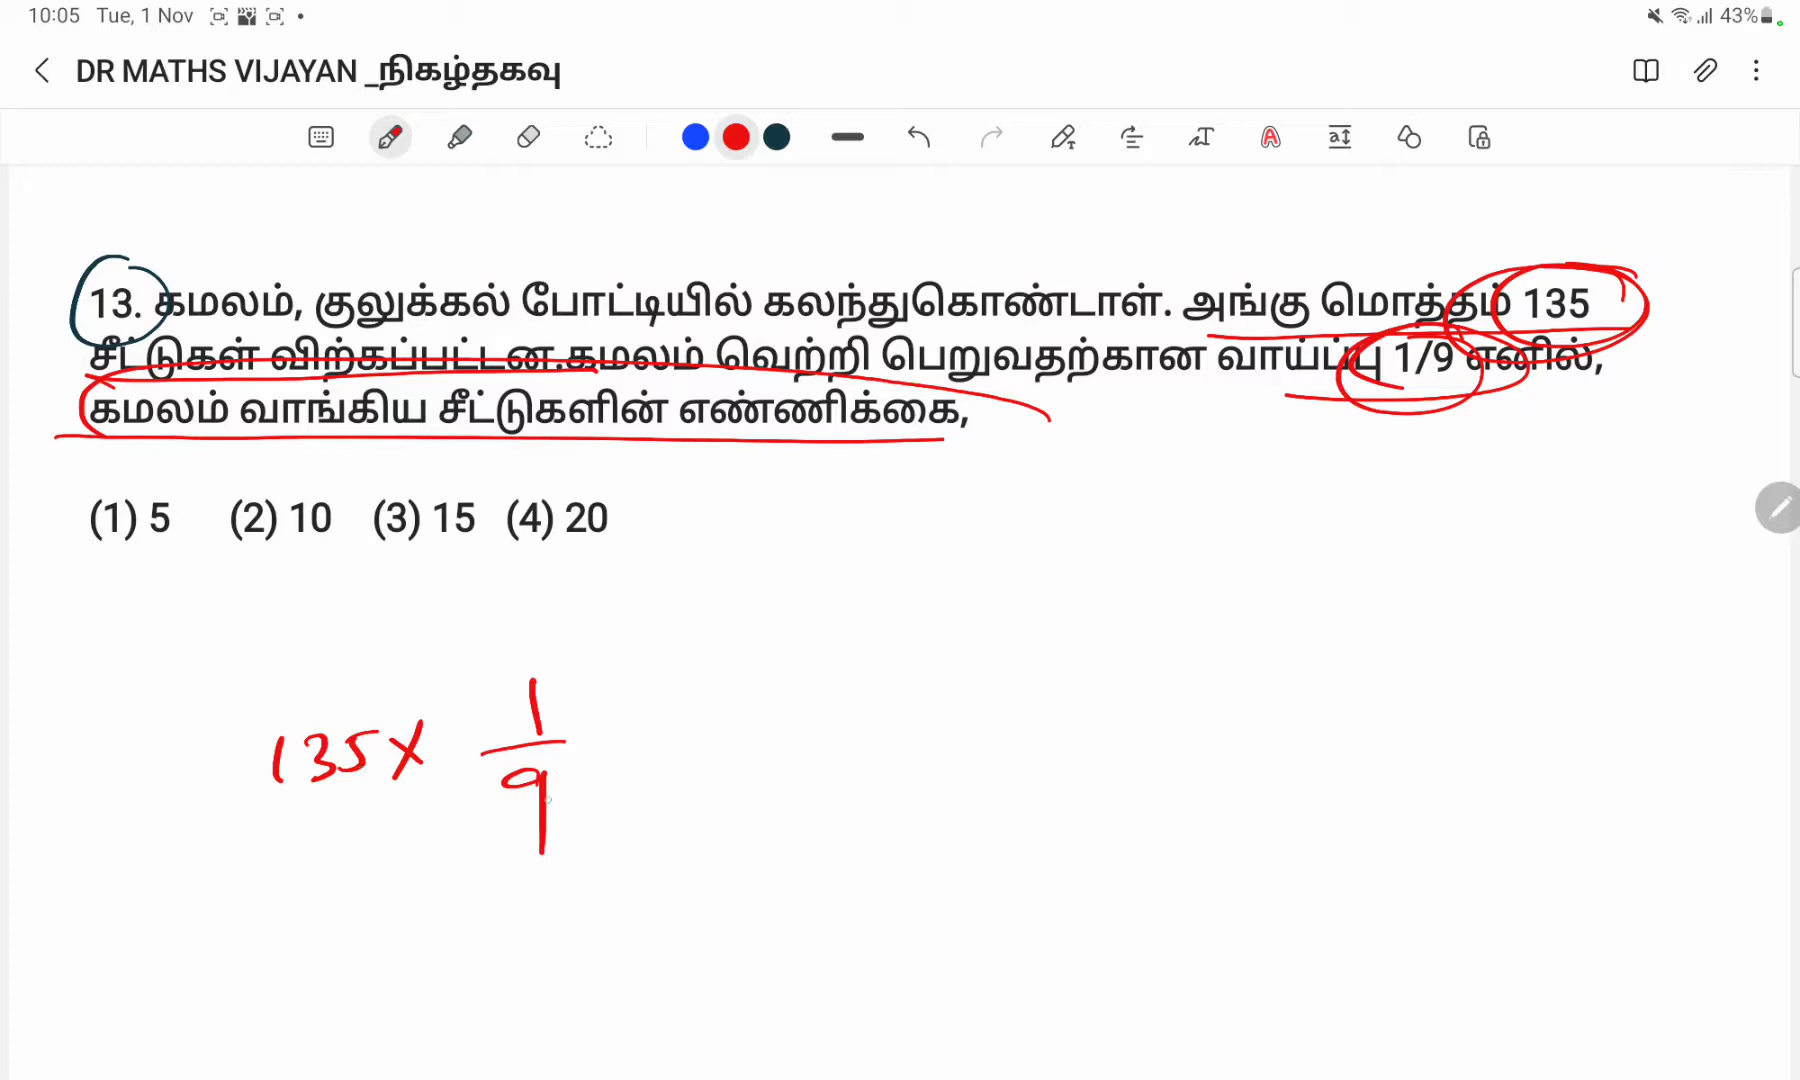 10:05 Tue, 1 Nov 43%
DR MATHS VIJAYAN _நிகழ்தகவு
13. கமலம், குலுக்கல் போட்டியில் கலந்துகொண்டாள். அங்கு மொத்தம் 135
சீட்டுகள் விற்கப்பட்டன.கமலம் வெற்றி பெறுவதற்கான வாய்ப்பு 1/9 எனில்,
கமலம் வாங்கிய சீட்டுகளின் எண்ணிக்கை,
(1) 5 (2) 10 (3) 15 (4) 20
135 x 1/9